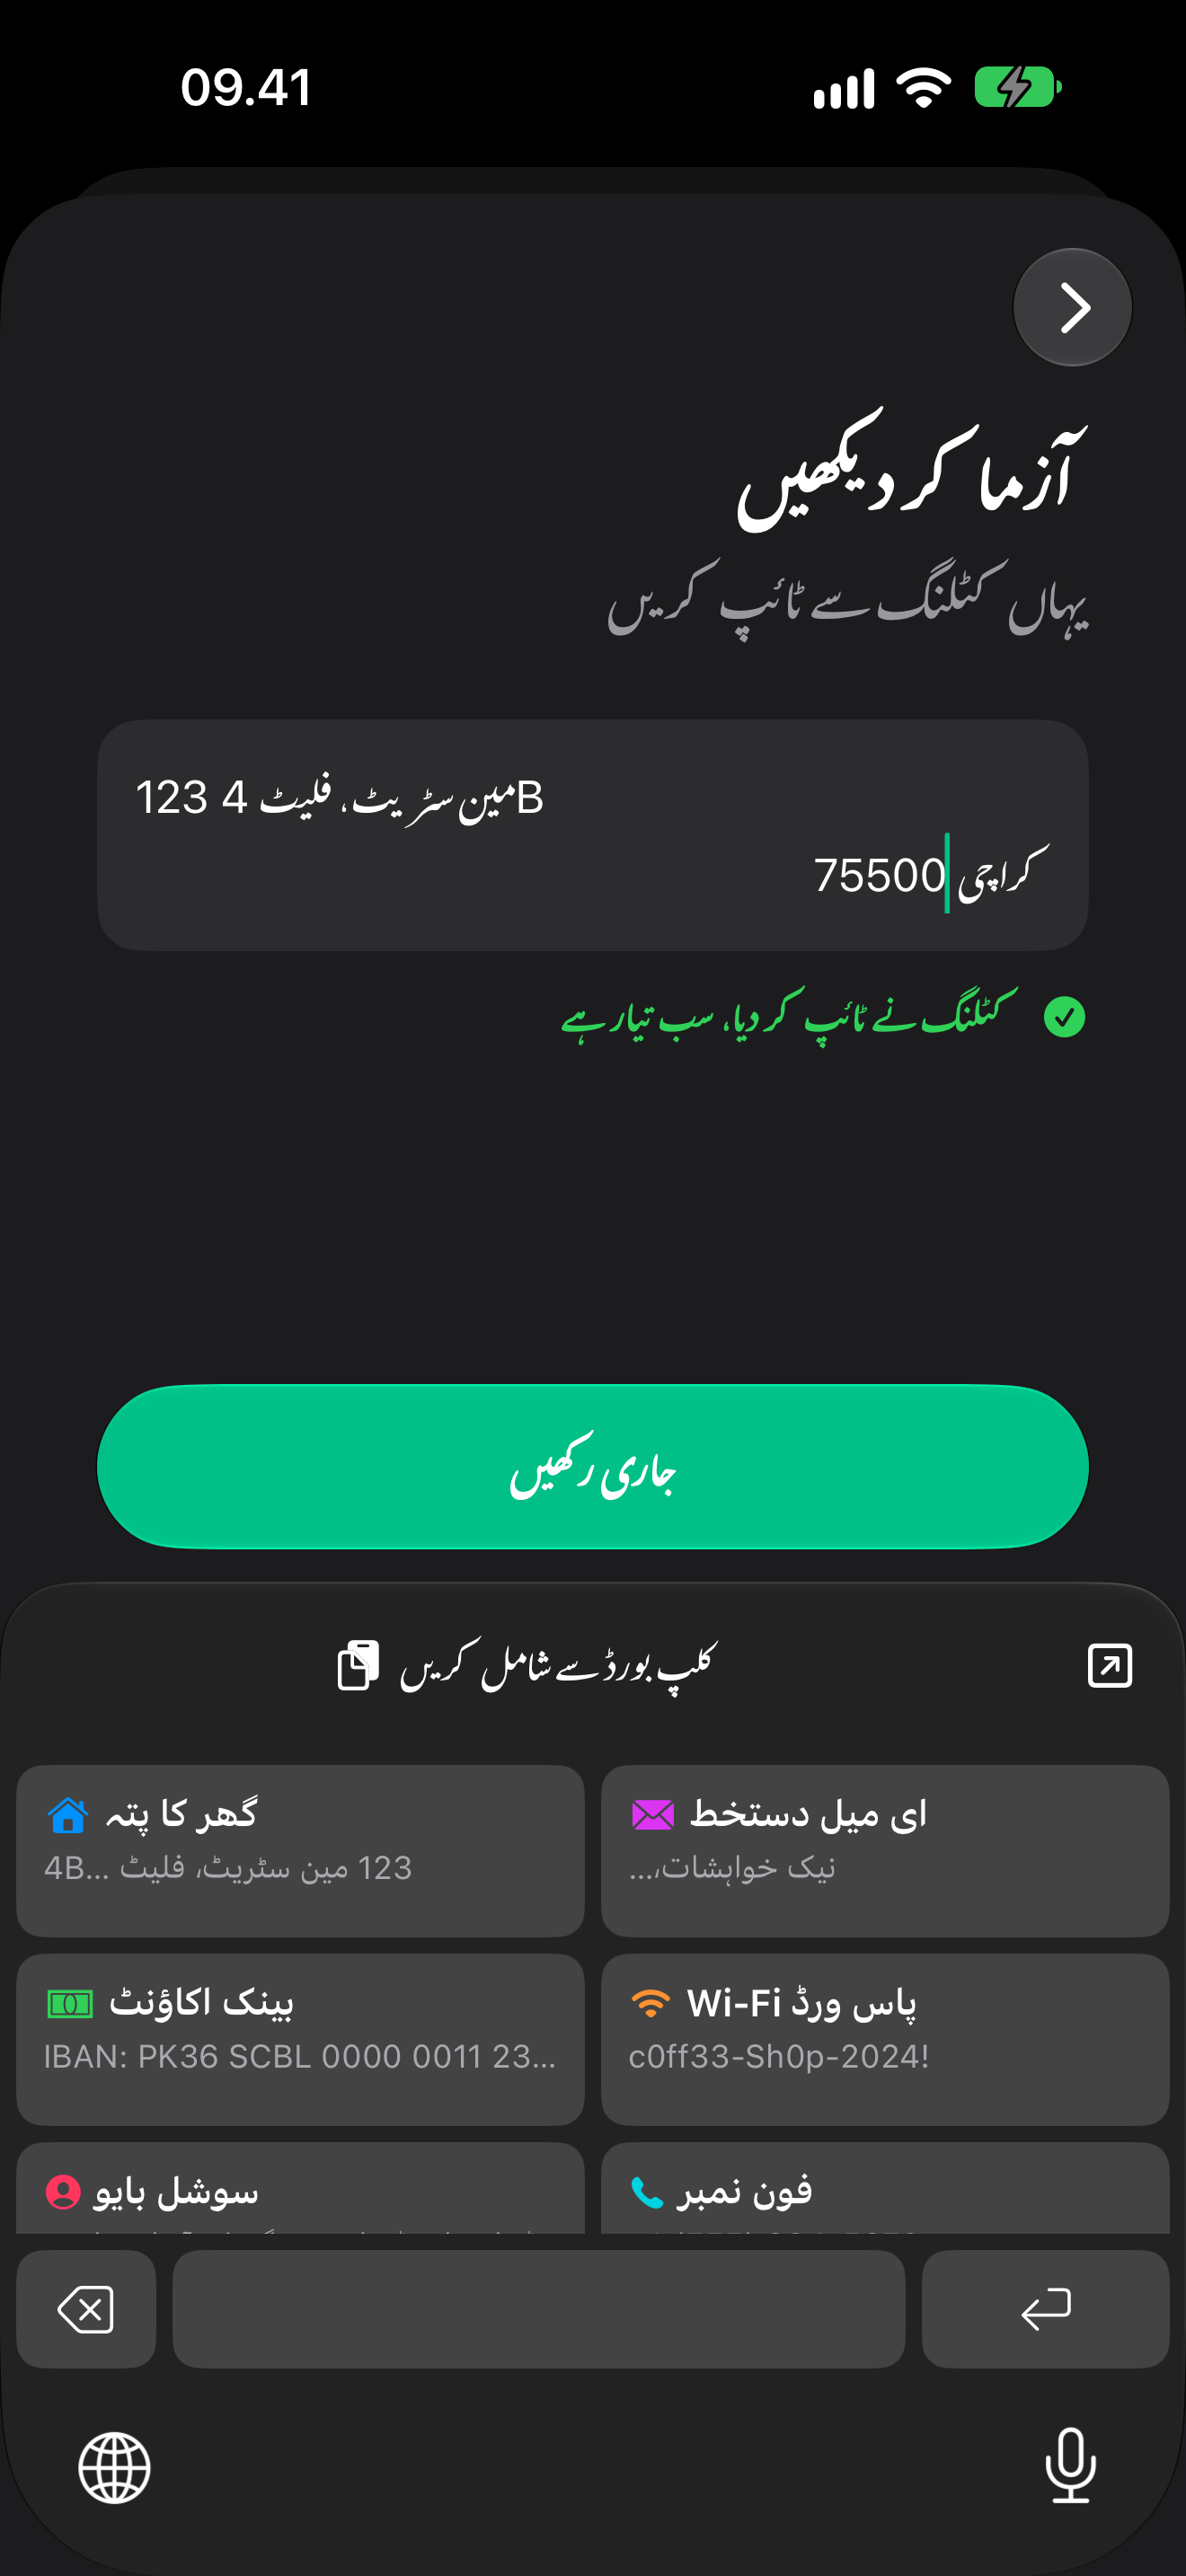 09.41
آزما کر دیکھیں
یہاں کٹلنگ سے ٹائپ کریں
123 مین سٹریٹ، فلیٹ 4B
کراچی 75500
کٹلنگ نے ٹائپ کر دیا، سب تیار ہے
جاری رکھیں
کلپ بورڈ سے شامل کریں
گھر کا پتہ
123 مین سٹریٹ، فلیٹ 4B…
ای میل دستخط
نیک خواہشات،…
بینک اکاؤنٹ
IBAN: PK36 SCBL 0000 0011 23…
پاس ورڈ Wi-Fi
c0ff33-Sh0p-2024!
سوشل بایو
فون نمبر